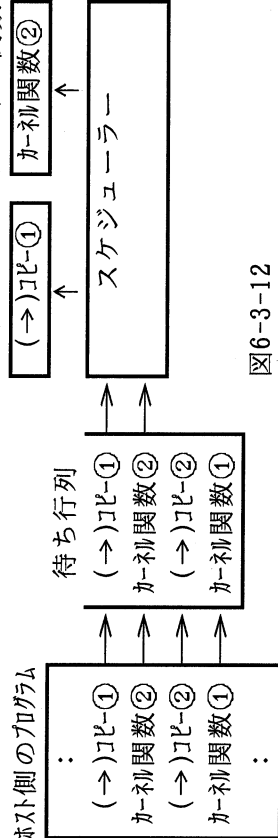 ホスト側のプログラム
:
(→)コピー①
カーネル関数②
(→)コピー②
カーネル関数①
:
待ち行列
(→)コピー①
カーネル関数②
(→)コピー②
カーネル関数①
スケジューラー
(→)コピー①
カーネル関数②
図6-3-12